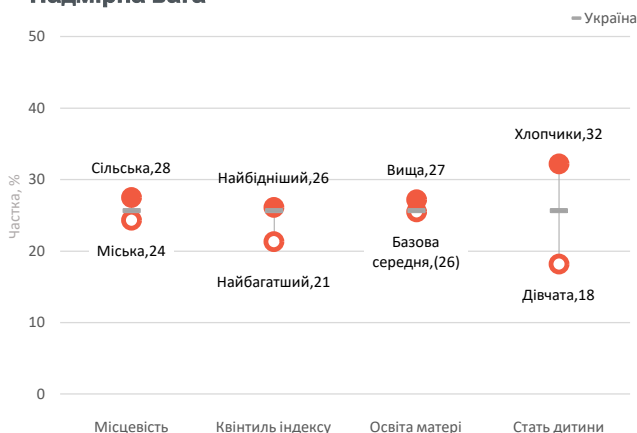 Надмірна вага
Україна
50
40
30
20
10
0
Частка, %
Сільська,28
Міська,24
Найбідніший,26
Найбагатший,21
Вища,27
Базова
середня,(26)
Хлопчики,32
Дівчата,18
Місцевість
Квінтиль індексу
Освіта матері
Стать дитини